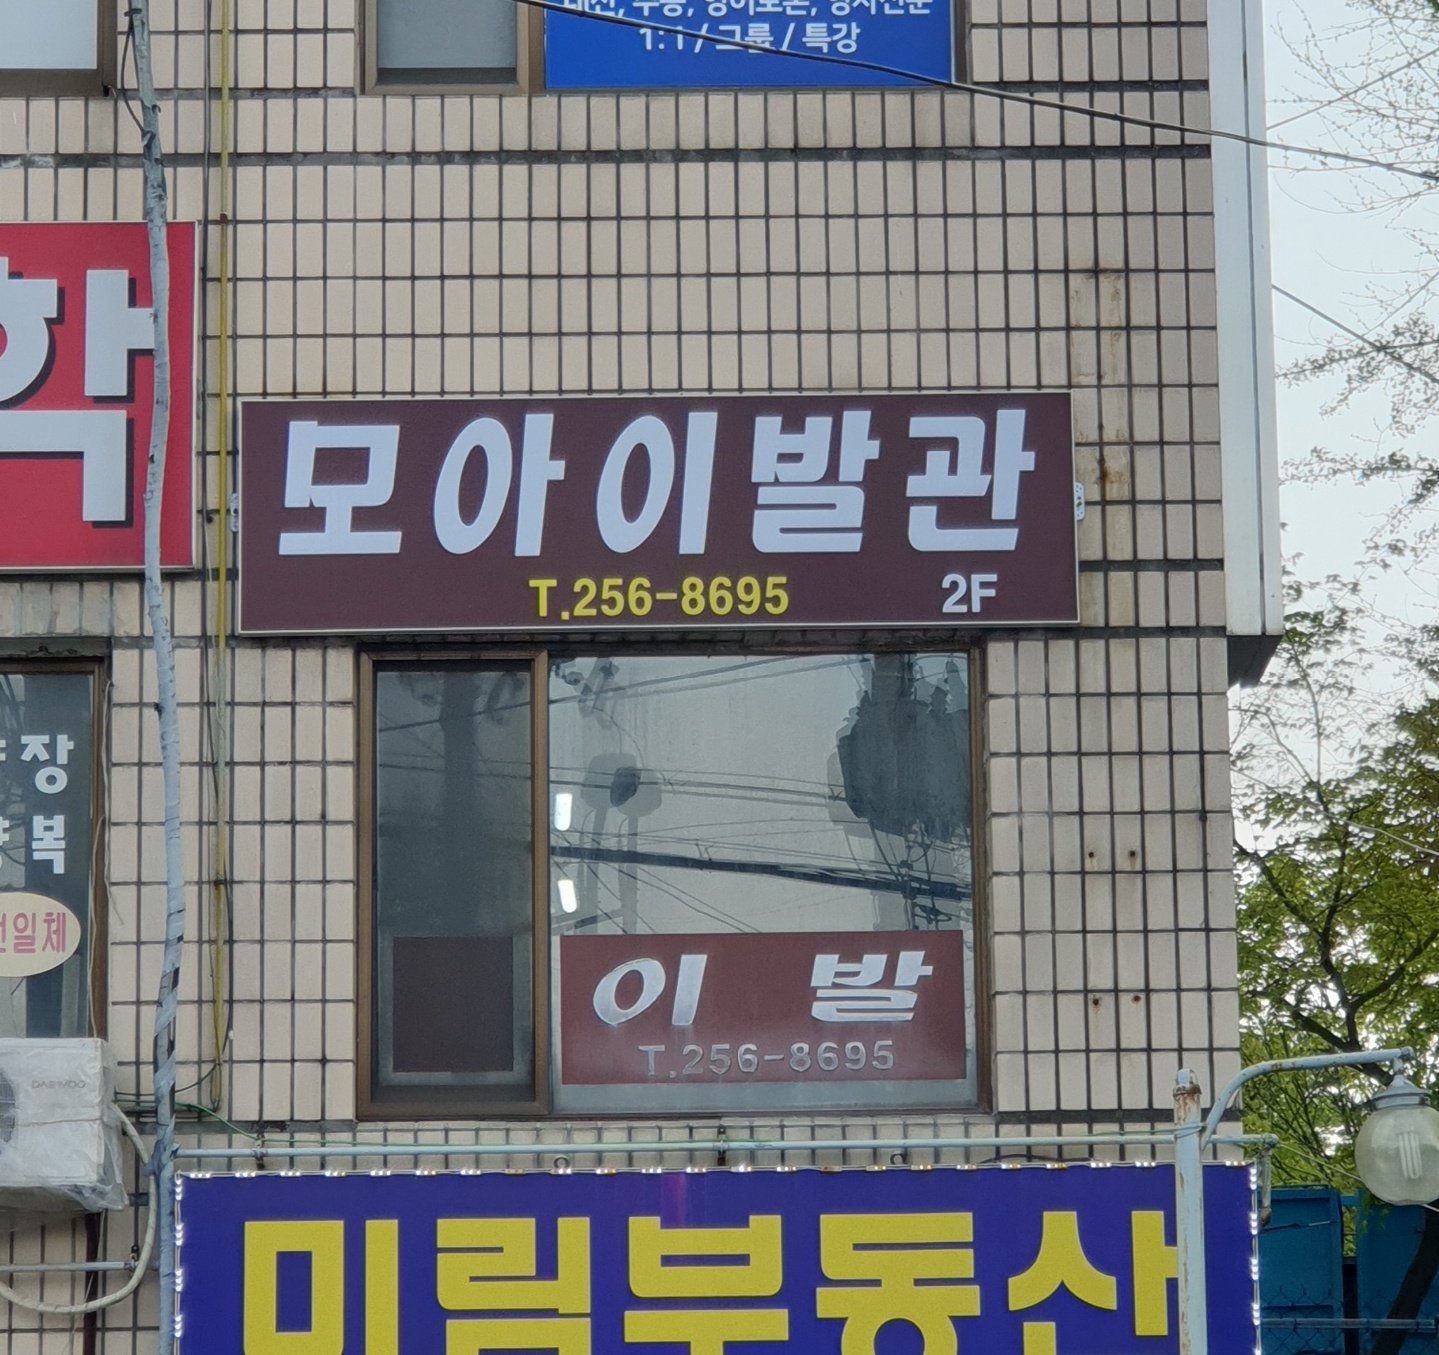 1:1 / 그룹 / 특강
학
모아이발관
T.256-8695 2F
장
복
일체
이 발
T.256-8695
DAEWOO
미림부동산